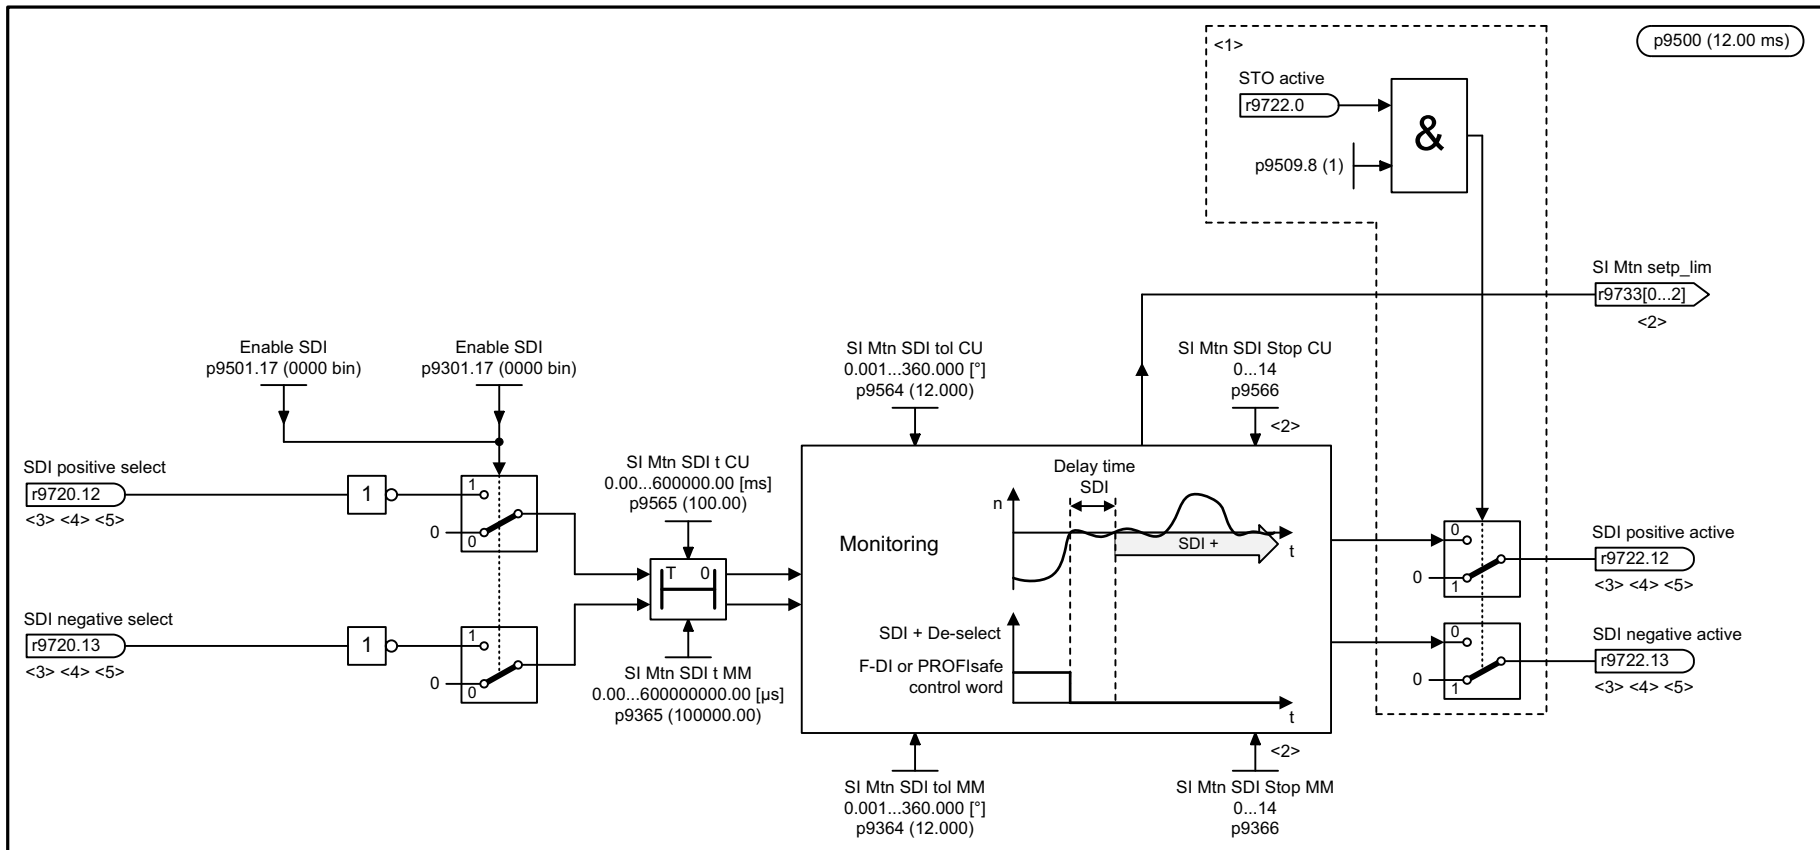 <1>
p9500 (12.00 ms)
STO active
r9722.0
&
p9509.8 (1)
SI Mtn setp_lim
r9733[0...2]
<2>
Enable SDI
p9501.17 (0000 bin)
Enable SDI
p9301.17 (0000 bin)
SI Mtn SDI tol CU
0.001...360.000 [°]
p9564 (12.000)
SI Mtn SDI Stop CU
0...14
p9566
<2>
SDI positive select
r9720.12
<3> <4> <5>
1
1
0
0
SI Mtn SDI t CU
0.00...600000.00 [ms]
p9565 (100.00)
T 0
Monitoring
Delay time
SDI
n
SDI +
t
0
0
1
SDI positive active
r9722.12
<3> <4> <5>
SDI negative select
r9720.13
<3> <4> <5>
1
1
0
0
SI Mtn SDI t MM
0.00...600000000.00 [µs]
p9365 (100000.00)
SDI + De-select
F-DI or PROFIsafe
control word
t
0
0
1
SDI negative active
r9722.13
<3> <4> <5>
<2>
SI Mtn SDI tol MM
0.001...360.000 [°]
p9364 (12.000)
SI Mtn SDI Stop MM
0...14
p9366